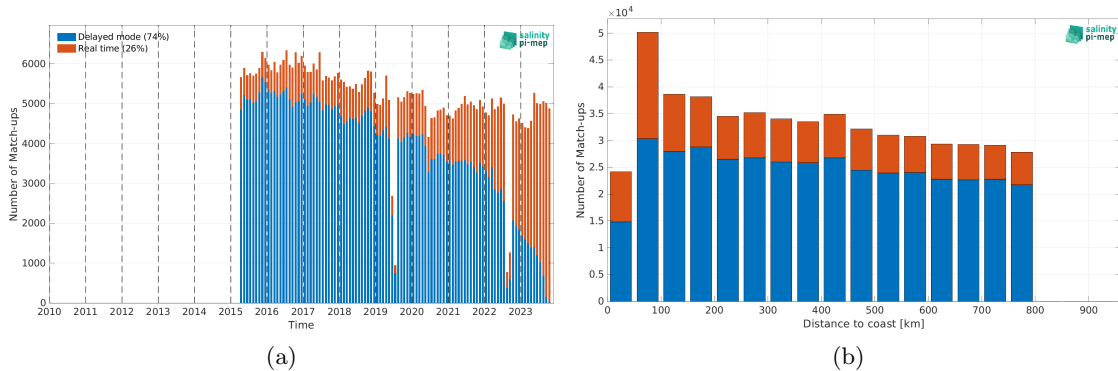 Delayed mode (74%)
Real time (26%)
salinity
pi-mep
Number of Match-ups
6000
5000
4000
3000
2000
1000
0
2010 2011 2012 2013 2014 2015 2016 2017 2018 2019 2020 2021 2022 2023
Time
(a)
×10⁴
salinity
pi-mep
Number of Match-ups
5
4.5
4
3.5
3
2.5
2
1.5
1
0.5
0
0 100 200 300 400 500 600 700 800 900
Distance to coast [km]
(b)